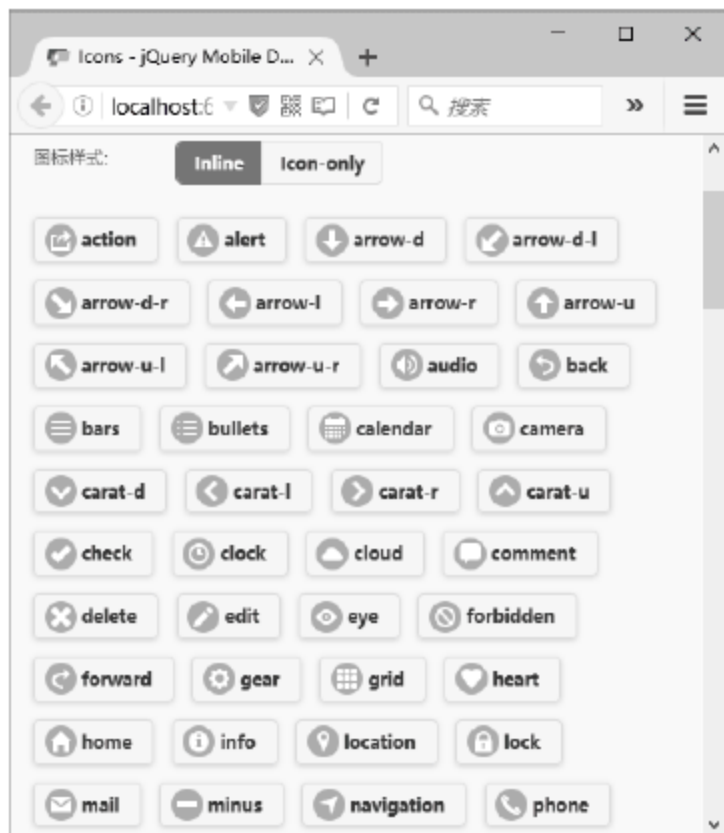 Icons - jQuery Mobile D...
localhost:6
搜索
图标样式: Inline Icon-only
action alert arrow-d arrow-d-l
arrow-d-r arrow-l arrow-r arrow-u
arrow-u-l arrow-u-r audio back
bars bullets calendar camera
carat-d carat-l carat-r carat-u
check clock cloud comment
delete edit eye forbidden
forward gear grid heart
home info location lock
mail minus navigation phone